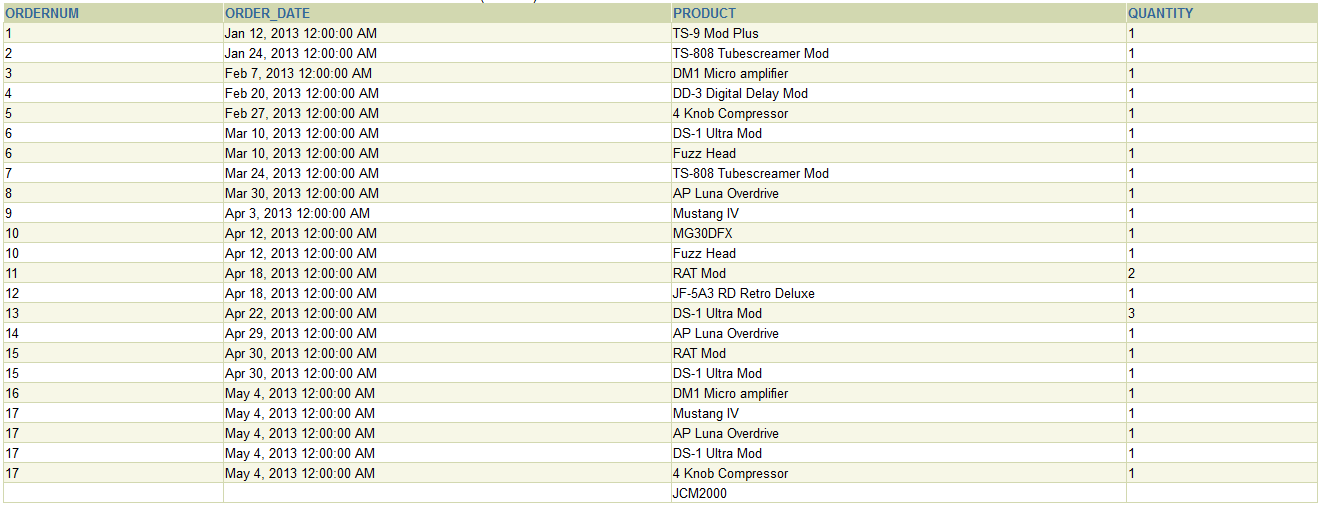 ORDERNUM ORDER_DATE PRODUCT QUANTITY
1 Jan 12, 2013 12:00:00 AM TS-9 Mod Plus 1
2 Jan 24, 2013 12:00:00 AM TS-808 Tubescreamer Mod 1
3 Feb 7, 2013 12:00:00 AM DM1 Micro amplifier 1
4 Feb 20, 2013 12:00:00 AM DD-3 Digital Delay Mod 1
5 Feb 27, 2013 12:00:00 AM 4 Knob Compressor 1
6 Mar 10, 2013 12:00:00 AM DS-1 Ultra Mod 1
6 Mar 10, 2013 12:00:00 AM Fuzz Head 1
7 Mar 24, 2013 12:00:00 AM TS-808 Tubescreamer Mod 1
8 Mar 30, 2013 12:00:00 AM AP Luna Overdrive 1
9 Apr 3, 2013 12:00:00 AM Mustang IV 1
10 Apr 12, 2013 12:00:00 AM MG30DFX 1
10 Apr 12, 2013 12:00:00 AM Fuzz Head 1
11 Apr 18, 2013 12:00:00 AM RAT Mod 2
12 Apr 18, 2013 12:00:00 AM JF-5A3 RD Retro Deluxe 1
13 Apr 22, 2013 12:00:00 AM DS-1 Ultra Mod 3
14 Apr 29, 2013 12:00:00 AM AP Luna Overdrive 1
15 Apr 30, 2013 12:00:00 AM RAT Mod 1
15 Apr 30, 2013 12:00:00 AM DS-1 Ultra Mod 1
16 May 4, 2013 12:00:00 AM DM1 Micro amplifier 1
17 May 4, 2013 12:00:00 AM Mustang IV 1
17 May 4, 2013 12:00:00 AM AP Luna Overdrive 1
17 May 4, 2013 12:00:00 AM DS-1 Ultra Mod 1
17 May 4, 2013 12:00:00 AM 4 Knob Compressor 1
JCM2000